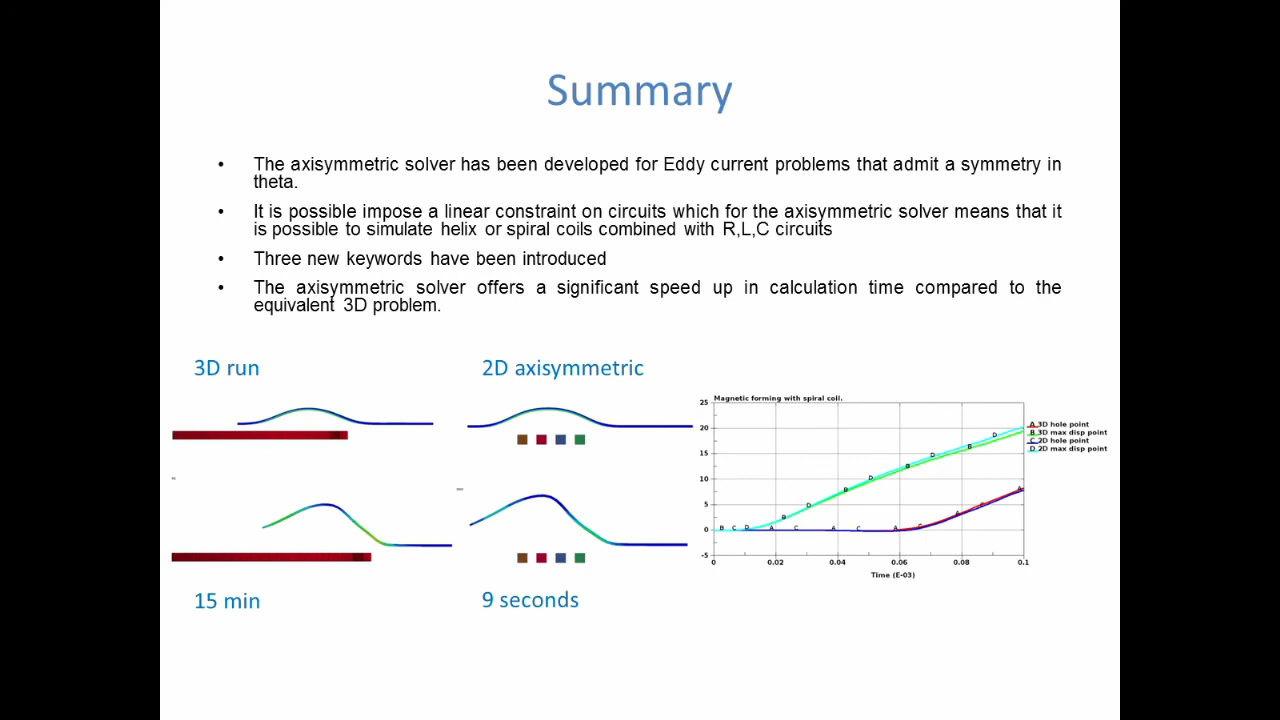 Summary
• The axisymmetric solver has been developed for Eddy current problems that admit a symmetry in
theta.
• It is possible impose a linear constraint on circuits which for the axisymmetric solver means that it
is possible to simulate helix or spiral coils combined with R,L,C circuits
• Three new keywords have been introduced
• The axisymmetric solver offers a significant speed up in calculation time compared to the
equivalent 3D problem.
3D run
2D axisymmetric
15 min
9 seconds
Magnetic forming with spiral coil.
25
20
15
10
5
0
-5
0 0.02 0.04 0.06 0.08 0.1
Time (E-03)
A 3D hole point
B 3D max disp point
C 2D hole point
D 2D max disp point